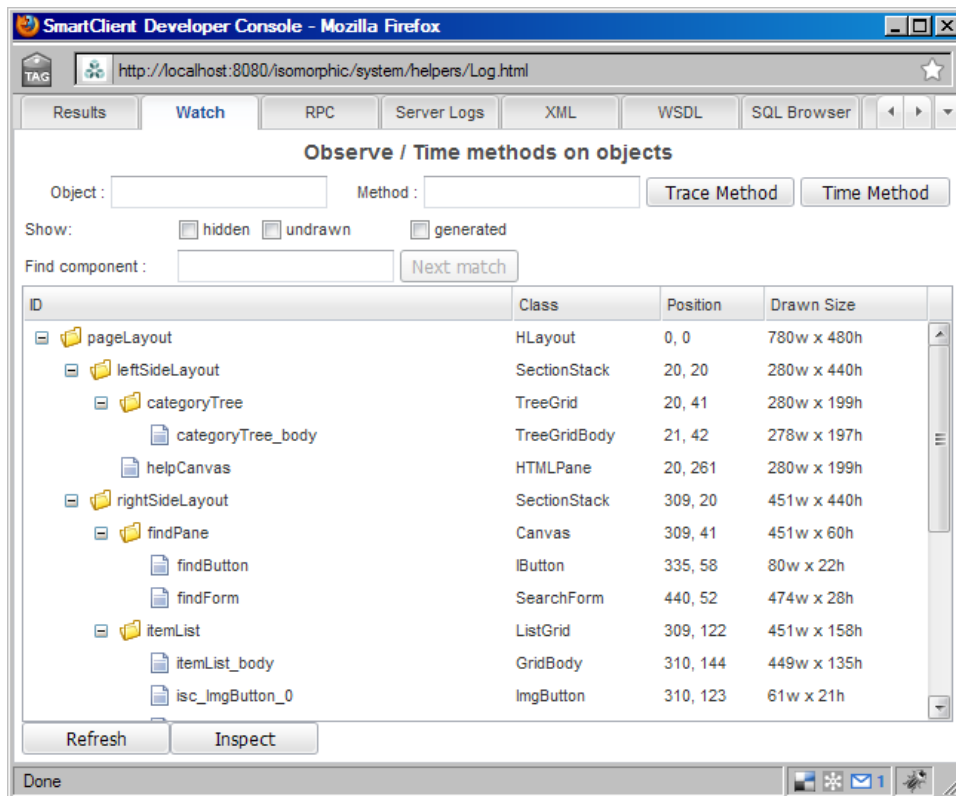 SmartClient Developer Console - Mozilla Firefox
TAG http://localhost:8080/isomorphic/system/helpers/Log.html
Results Watch RPC Server Logs XML WSDL SQL Browser
Observe / Time methods on objects
Object : Method : Trace Method Time Method
Show: hidden undrawn generated
Find component : Next match
ID Class Position Drawn Size
pageLayout HLayout 0, 0 780w x 480h
leftSideLayout SectionStack 20, 20 280w x 440h
categoryTree TreeGrid 20, 41 280w x 199h
categoryTree_body TreeGridBody 21, 42 278w x 197h
helpCanvas HTMLPane 20, 261 280w x 199h
rightSideLayout SectionStack 309, 20 451w x 440h
findPane Canvas 309, 41 451w x 60h
findButton IButton 335, 58 80w x 22h
findForm SearchForm 440, 52 474w x 28h
itemList ListGrid 309, 122 451w x 158h
itemList_body GridBody 310, 144 449w x 135h
isc_ImgButton_0 ImgButton 310, 123 61w x 21h
Refresh Inspect
Done 1